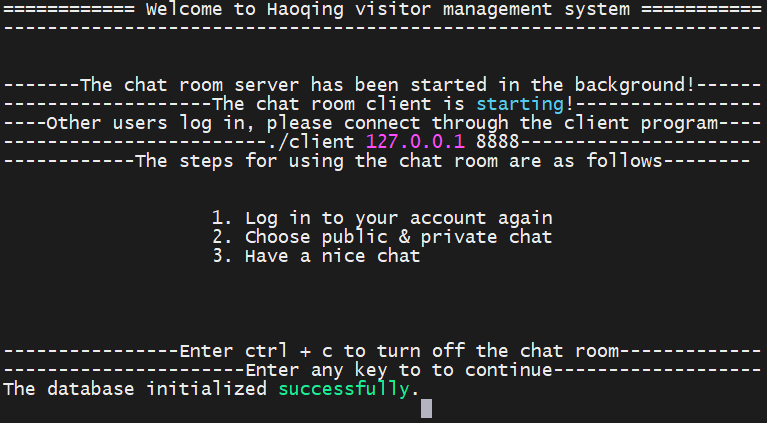 ============ Welcome to Haoqing visitor management system ===========
---------------------------------------------------------------------
-------The chat room server has been started in the background!------
-------------------The chat room client is starting!-----------------
----Other users log in, please connect through the client program----
------------------------./client 127.0.0.1 8888----------------------
------------The steps for using the chat room are as follows--------
1. Log in to your account again
2. Choose public & private chat
3. Have a nice chat
----------------Enter ctrl + c to turn off the chat room-------------
----------------------Enter any key to to continue-------------------
The database initialized successfully.